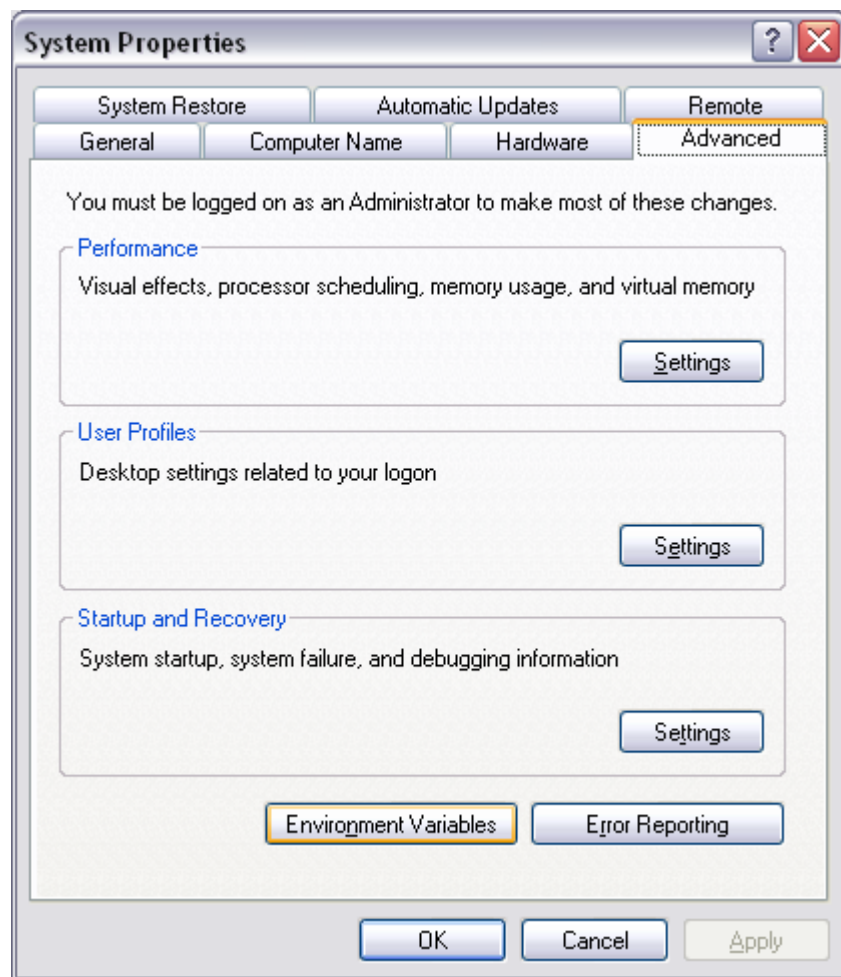 System Properties
System Restore Automatic Updates Remote
General Computer Name Hardware Advanced
You must be logged on as an Administrator to make most of these changes.
Performance
Visual effects, processor scheduling, memory usage, and virtual memory
Settings
User Profiles
Desktop settings related to your logon
Settings
Startup and Recovery
System startup, system failure, and debugging information
Settings
Environment Variables Error Reporting
OK Cancel Apply